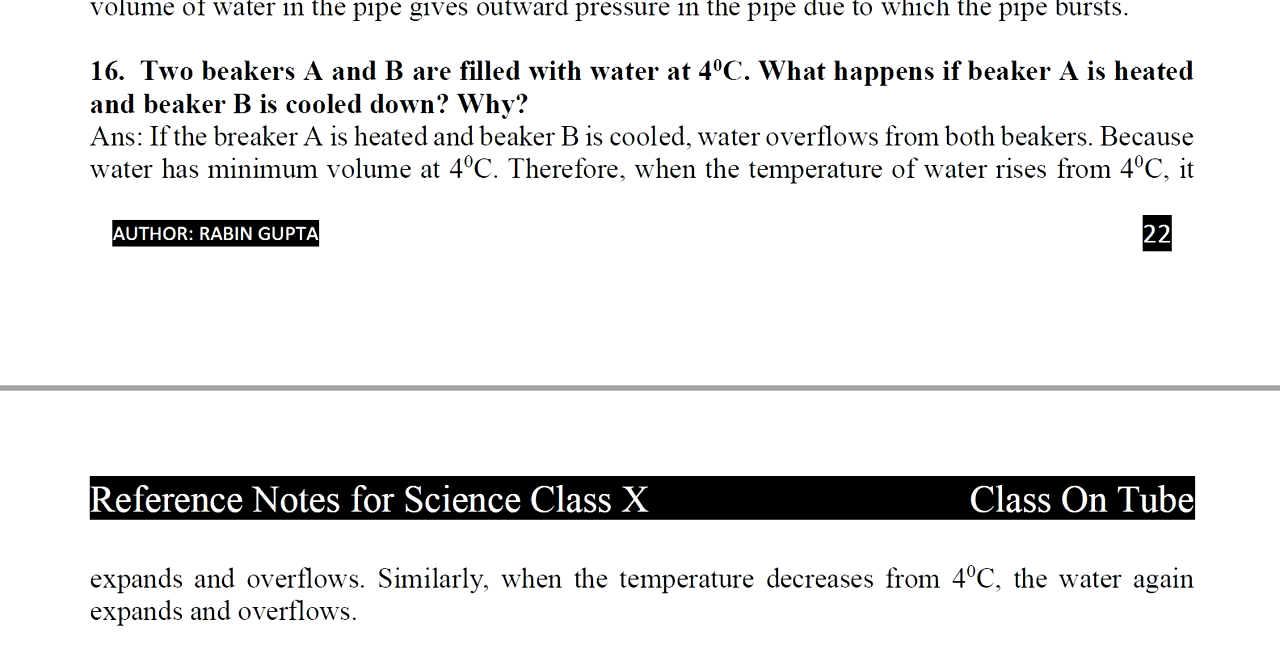 volume of water in the pipe gives outward pressure in the pipe due to which the pipe bursts.
16. Two beakers A and B are filled with water at 4⁰C. What happens if beaker A is heated
and beaker B is cooled down? Why?
Ans: If the breaker A is heated and beaker B is cooled, water overflows from both beakers. Because
water has minimum volume at 4⁰C. Therefore, when the temperature of water rises from 4⁰C, it
AUTHOR: RABIN GUPTA 22
Reference Notes for Science Class X Class On Tube
expands and overflows. Similarly, when the temperature decreases from 4⁰C, the water again
expands and overflows.